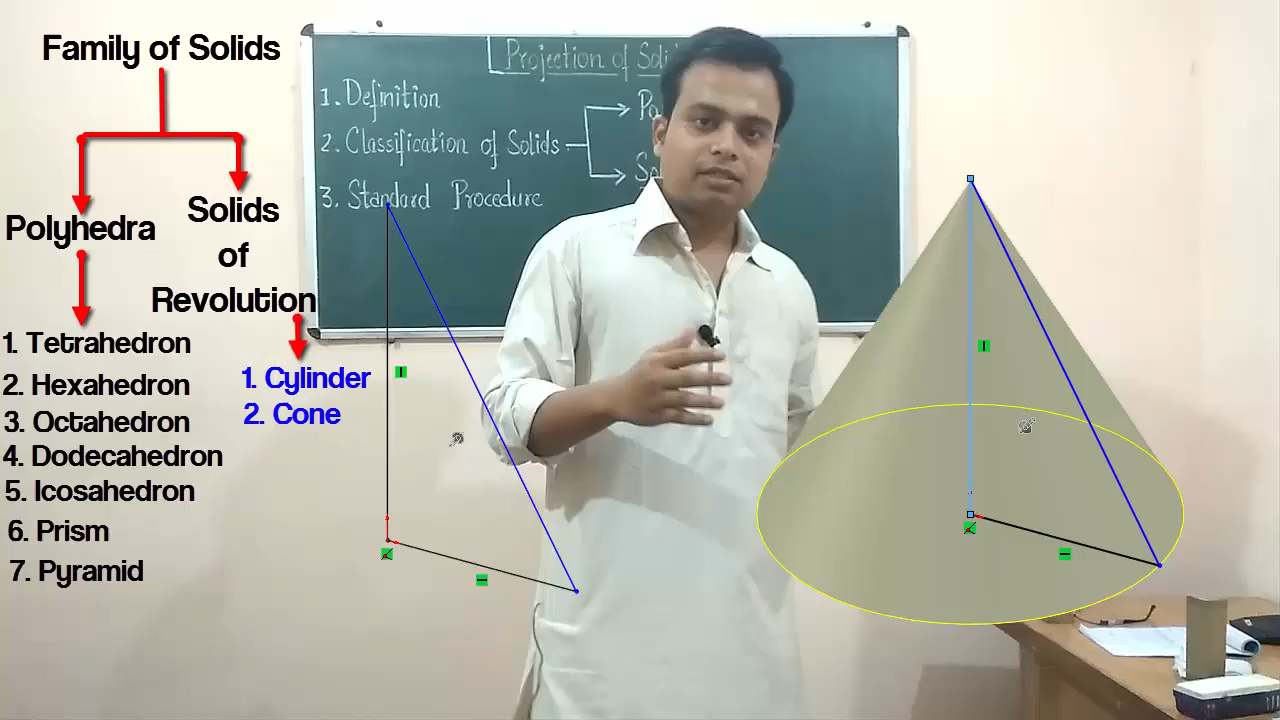 Family of Solids
Polyhedra
Solids
of
Revolution
1. Tetrahedron
2. Hexahedron
3. Octahedron
4. Dodecahedron
5. Icosahedron
6. Prism
7. Pyramid
1. Cylinder
2. Cone
Projection of
1. Definition
2. Classification of Solids
3. Standard Procedure